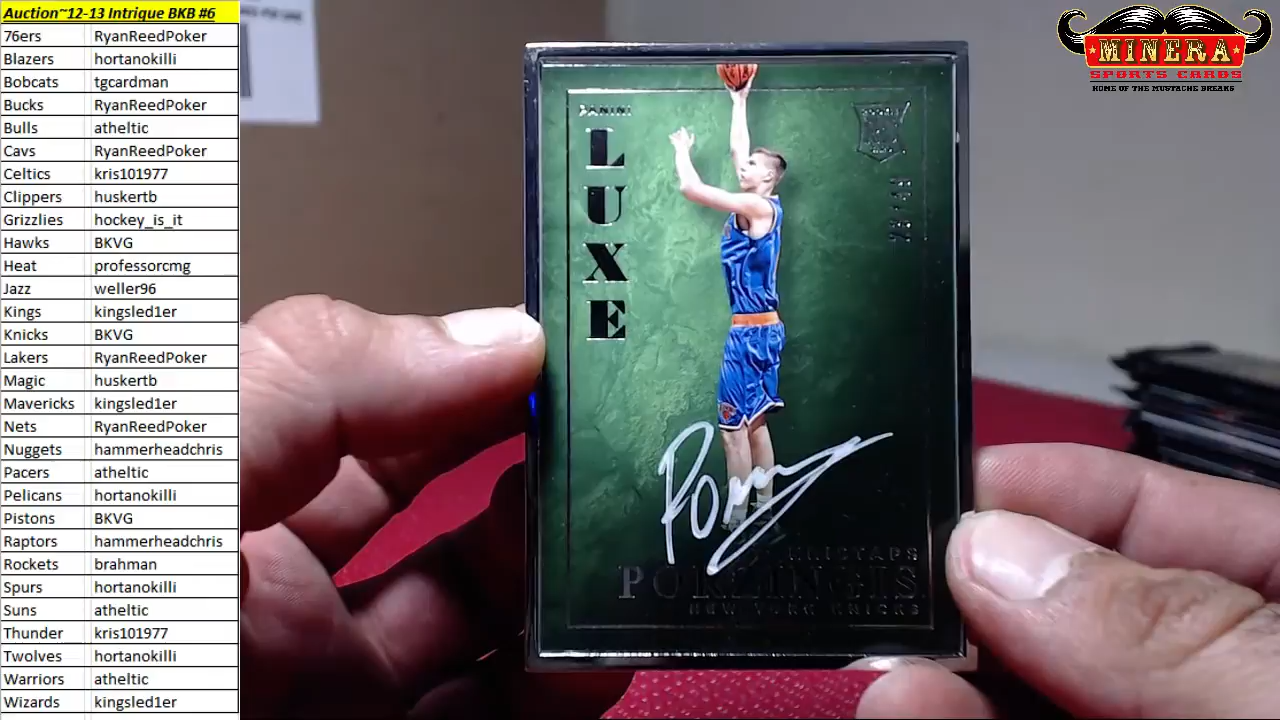 Auction~12-13 Intrigue BKB #6
76ers RyanReedPoker
Blazers hortanokilli
Bobcats tgcardman
Bucks RyanReedPoker
Bulls atheltic
Cavs RyanReedPoker
Celtics kris101977
Clippers huskertb
Grizzlies hockey_is_it
Hawks BKVG
Heat professorcmg
Jazz weller96
Kings kingsled1er
Knicks BKVG
Lakers RyanReedPoker
Magic huskertb
Mavericks kingsled1er
Nets RyanReedPoker
Nuggets hammerheadchris
Pacers atheltic
Pelicans hortanokilli
Pistons BKVG
Raptors hammerheadchris
Rockets brahman
Spurs hortanokilli
Suns atheltic
Thunder kris101977
Twolves hortanokilli
Warriors atheltic
Wizards kingsled1er
MINERA
SPORTS CARDS
HOME OF THE MUSTACHE BREAKS
PANINI
LUXE
KRISTAPS
PORZINGIS
NEW YORK KNICKS